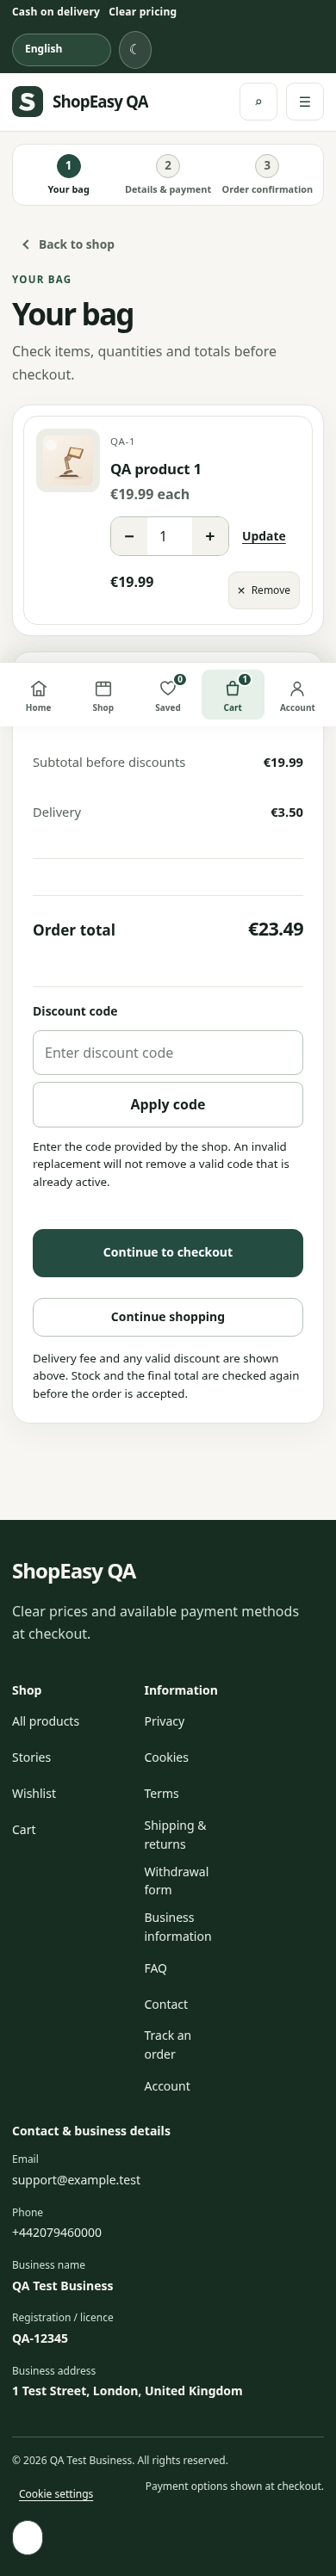 Cash on delivery Clear pricing
English
S ShopEasy QA
1 2 3
Your bag Details & payment Order confirmation
Back to shop
YOUR BAG
Your bag
Check items, quantities and totals before
checkout.
QA-1
QA product 1
€19.99 each
− 1 + Update
€19.99 × Remove
Home Shop 0 Saved 1 Cart Account
Subtotal before discounts €19.99
Delivery €3.50
Order total €23.49
Discount code
Enter discount code
Apply code
Enter the code provided by the shop. An invalid
replacement will not remove a valid code that is
already active.
Continue to checkout
Continue shopping
Delivery fee and any valid discount are shown
above. Stock and the final total are checked again
before the order is accepted.
ShopEasy QA
Clear prices and available payment methods
at checkout.
Shop
All products
Stories
Wishlist
Cart
Information
Privacy
Cookies
Terms
Shipping &
returns
Withdrawal
form
Business
information
FAQ
Contact
Track an
order
Account
Contact & business details
Email
support@example.test
Phone
+442079460000
Business name
QA Test Business
Registration / licence
QA-12345
Business address
1 Test Street, London, United Kingdom
© 2026 QA Test Business. All rights reserved.
Payment options shown at checkout.
Cookie settings